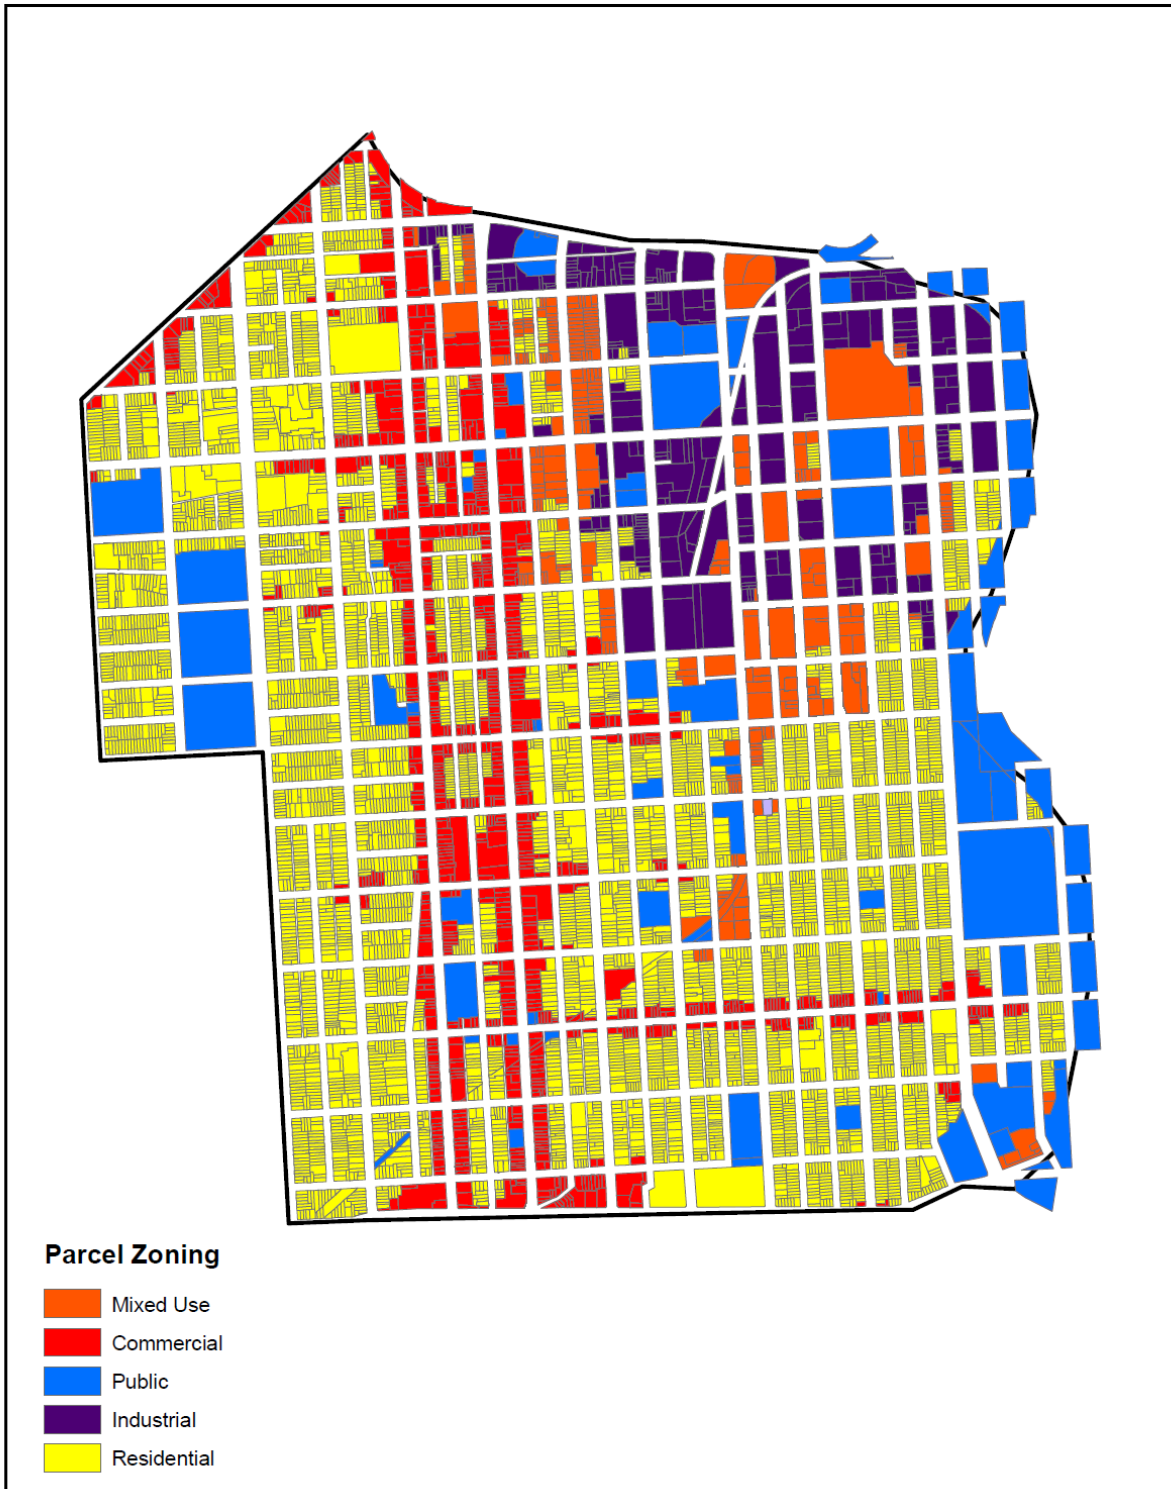 Parcel Zoning
Mixed Use
Commercial
Public
Industrial
Residential